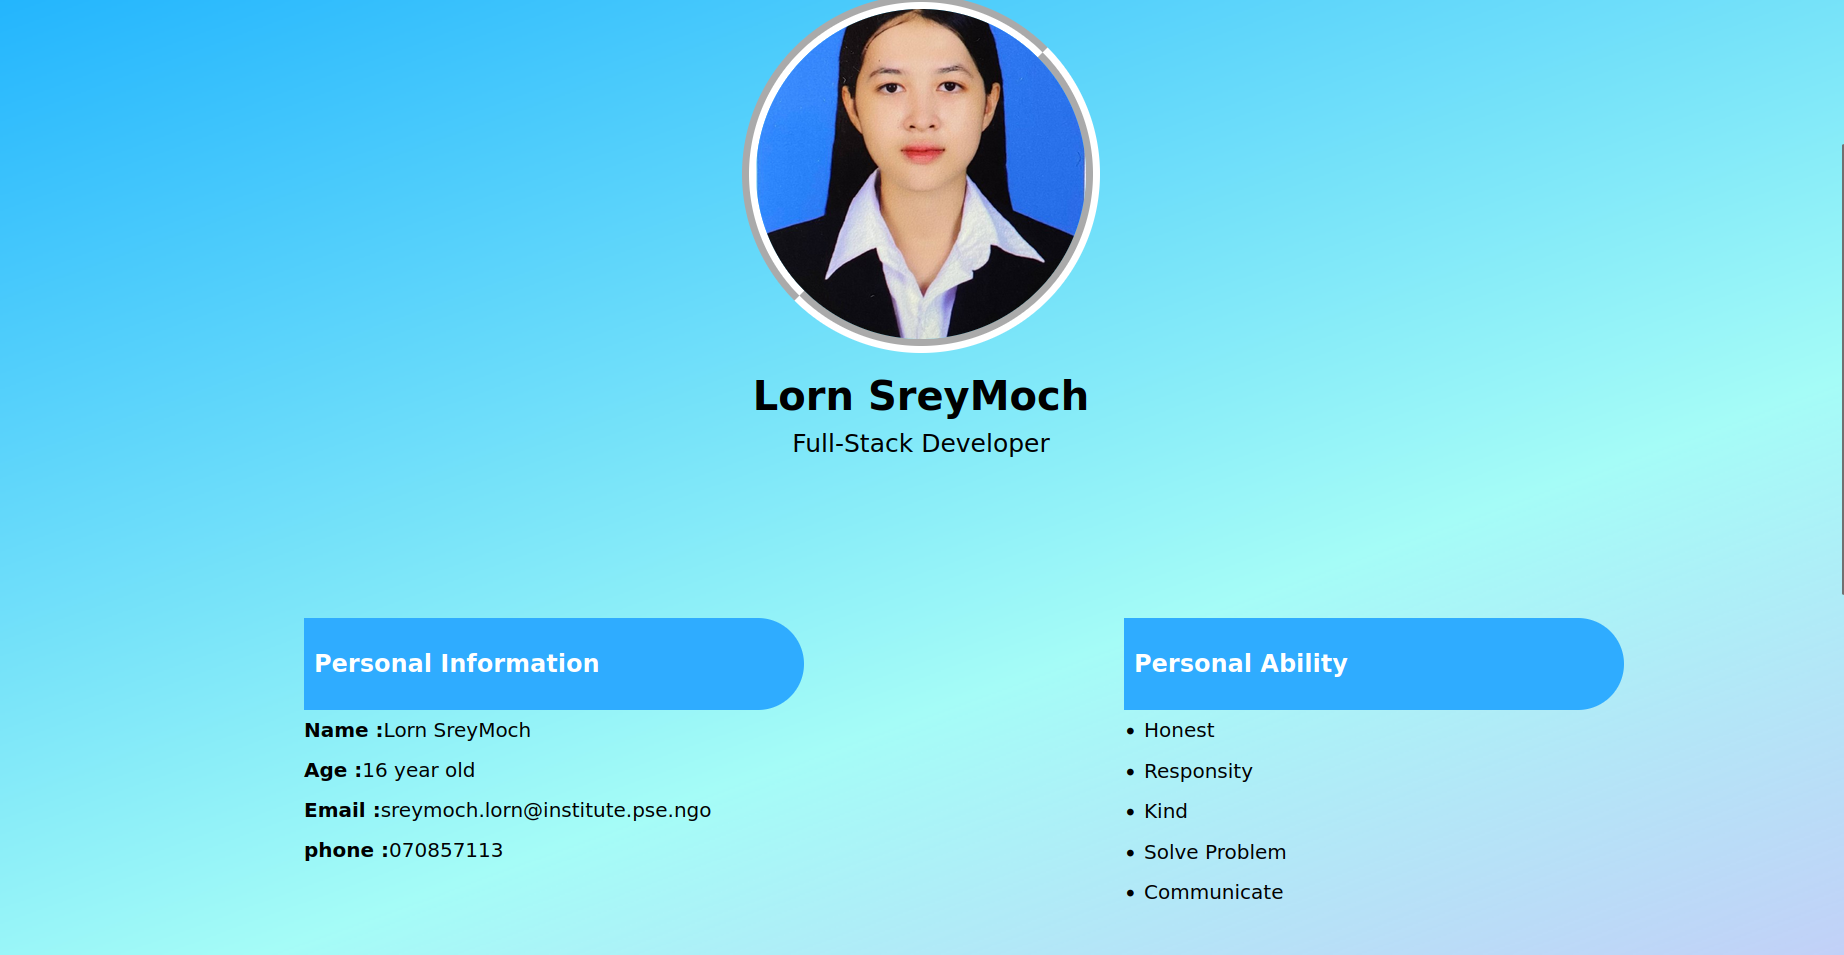 Lorn SreyMoch
Full-Stack Developer
Personal Information
Name :Lorn SreyMoch
Age :16 year old
Email :sreymoch.lorn@institute.pse.ngo
phone :070857113
Personal Ability
• Honest
• Responsity
• Kind
• Solve Problem
• Communicate